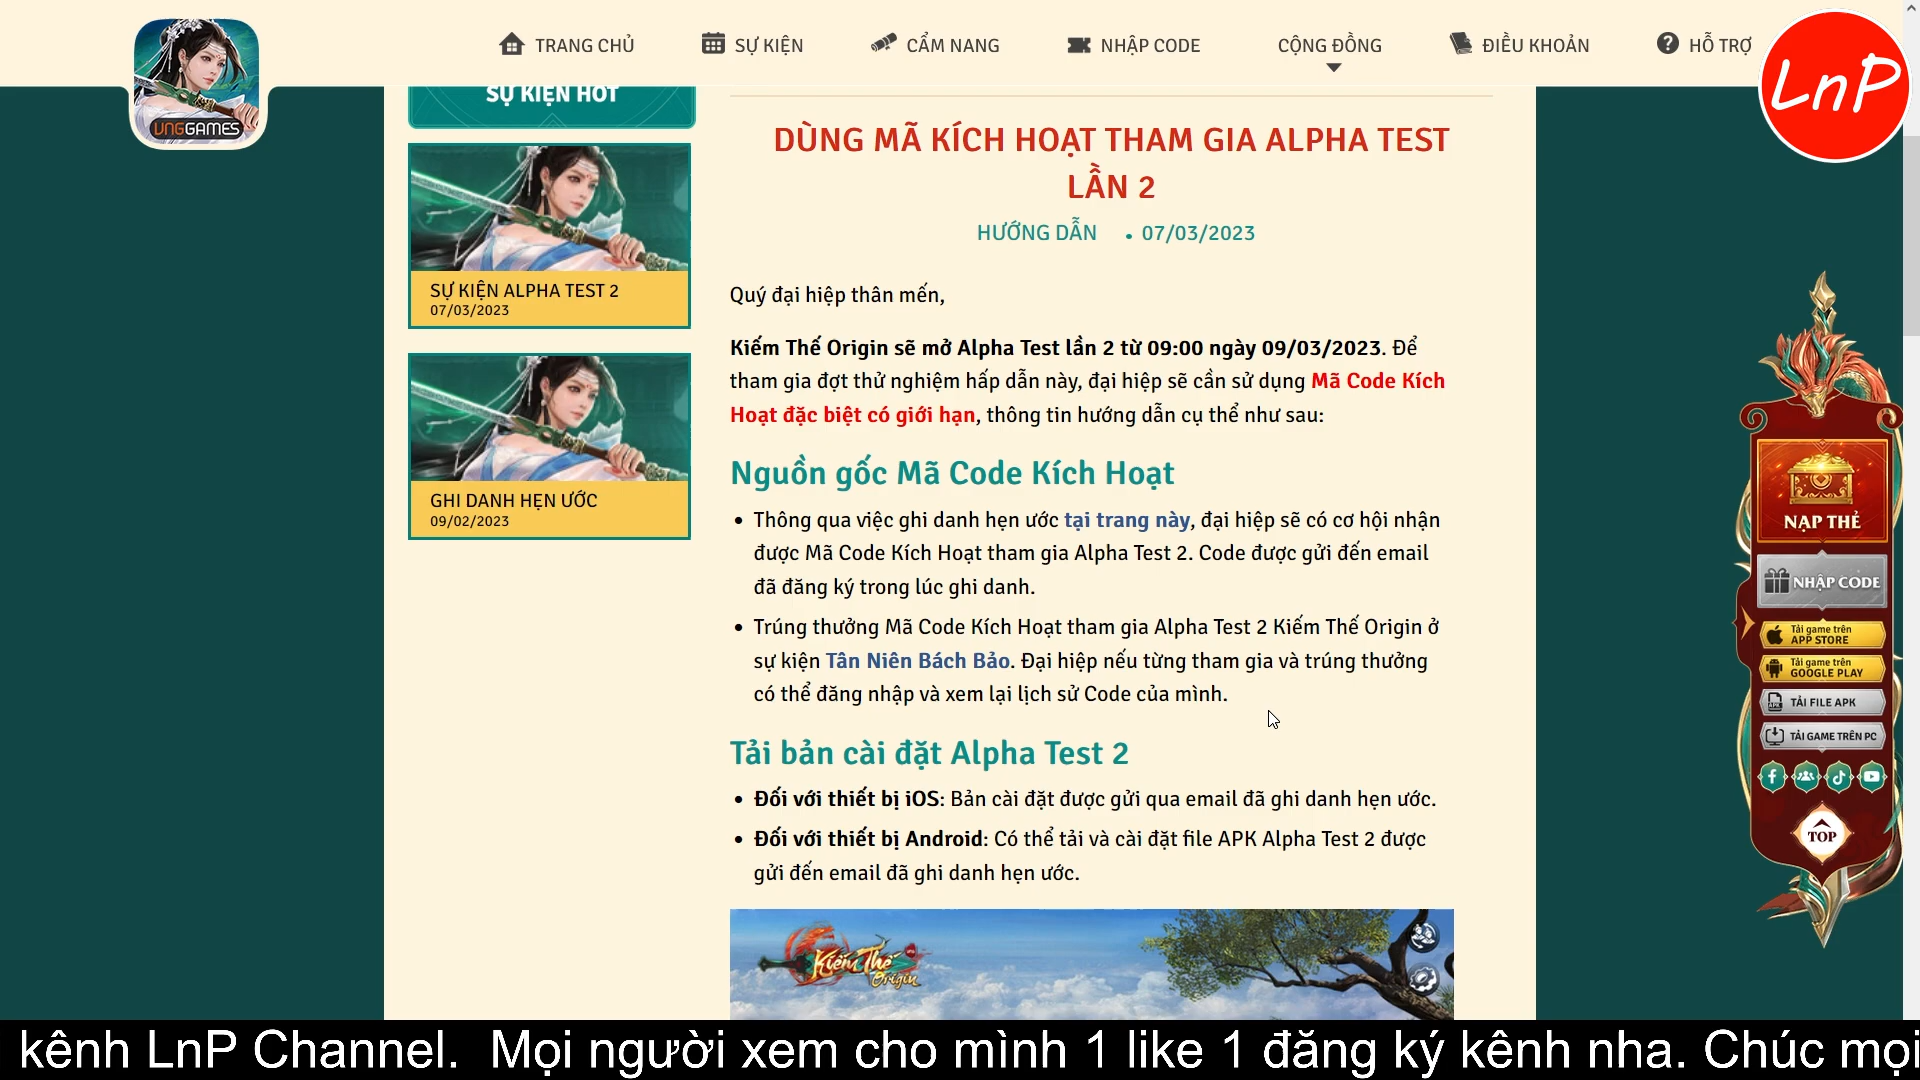 TRANG CHỦ
SỰ KIỆN
CẨM NANG
NHẬP CODE
CỘNG ĐỒNG
ĐIỀU KHOẢN
HỖ TRỢ
LnP
VNGGAMES
SỰ KIỆN HOT
SỰ KIỆN ALPHA TEST 2
07/03/2023
GHI DANH HẸN ƯỚC
09/02/2023
DÙNG MÃ KÍCH HOẠT THAM GIA ALPHA TEST
LẦN 2
HƯỚNG DẪN • 07/03/2023
Quý đại hiệp thân mến,
Kiếm Thế Origin sẽ mở Alpha Test lần 2 từ 09:00 ngày 09/03/2023. Để
tham gia đợt thử nghiệm hấp dẫn này, đại hiệp sẽ cần sử dụng Mã Code Kích
Hoạt đặc biệt có giới hạn, thông tin hướng dẫn cụ thể như sau:
Nguồn gốc Mã Code Kích Hoạt
• Thông qua việc ghi danh hẹn ước tại trang này, đại hiệp sẽ có cơ hội nhận
được Mã Code Kích Hoạt tham gia Alpha Test 2. Code được gửi đến email
đã đăng ký trong lúc ghi danh.
• Trúng thưởng Mã Code Kích Hoạt tham gia Alpha Test 2 Kiếm Thế Origin ở
sự kiện Tân Niên Bách Bảo. Đại hiệp nếu từng tham gia và trúng thưởng
có thể đăng nhập và xem lại lịch sử Code của mình.
Tải bản cài đặt Alpha Test 2
• Đối với thiết bị iOS: Bản cài đặt được gửi qua email đã ghi danh hẹn ước.
• Đối với thiết bị Android: Có thể tải và cài đặt file APK Alpha Test 2 được
gửi đến email đã ghi danh hẹn ước.
Kiếm Thế
Origin
NẠP THẺ
NHẬP CODE
Tải game trên
APP STORE
Tải game trên
GOOGLE PLAY
TẢI FILE APK
TẢI GAME TRÊN PC
TOP
kênh LnP Channel. Mọi người xem cho mình 1 like 1 đăng ký kênh nha. Chúc mọi